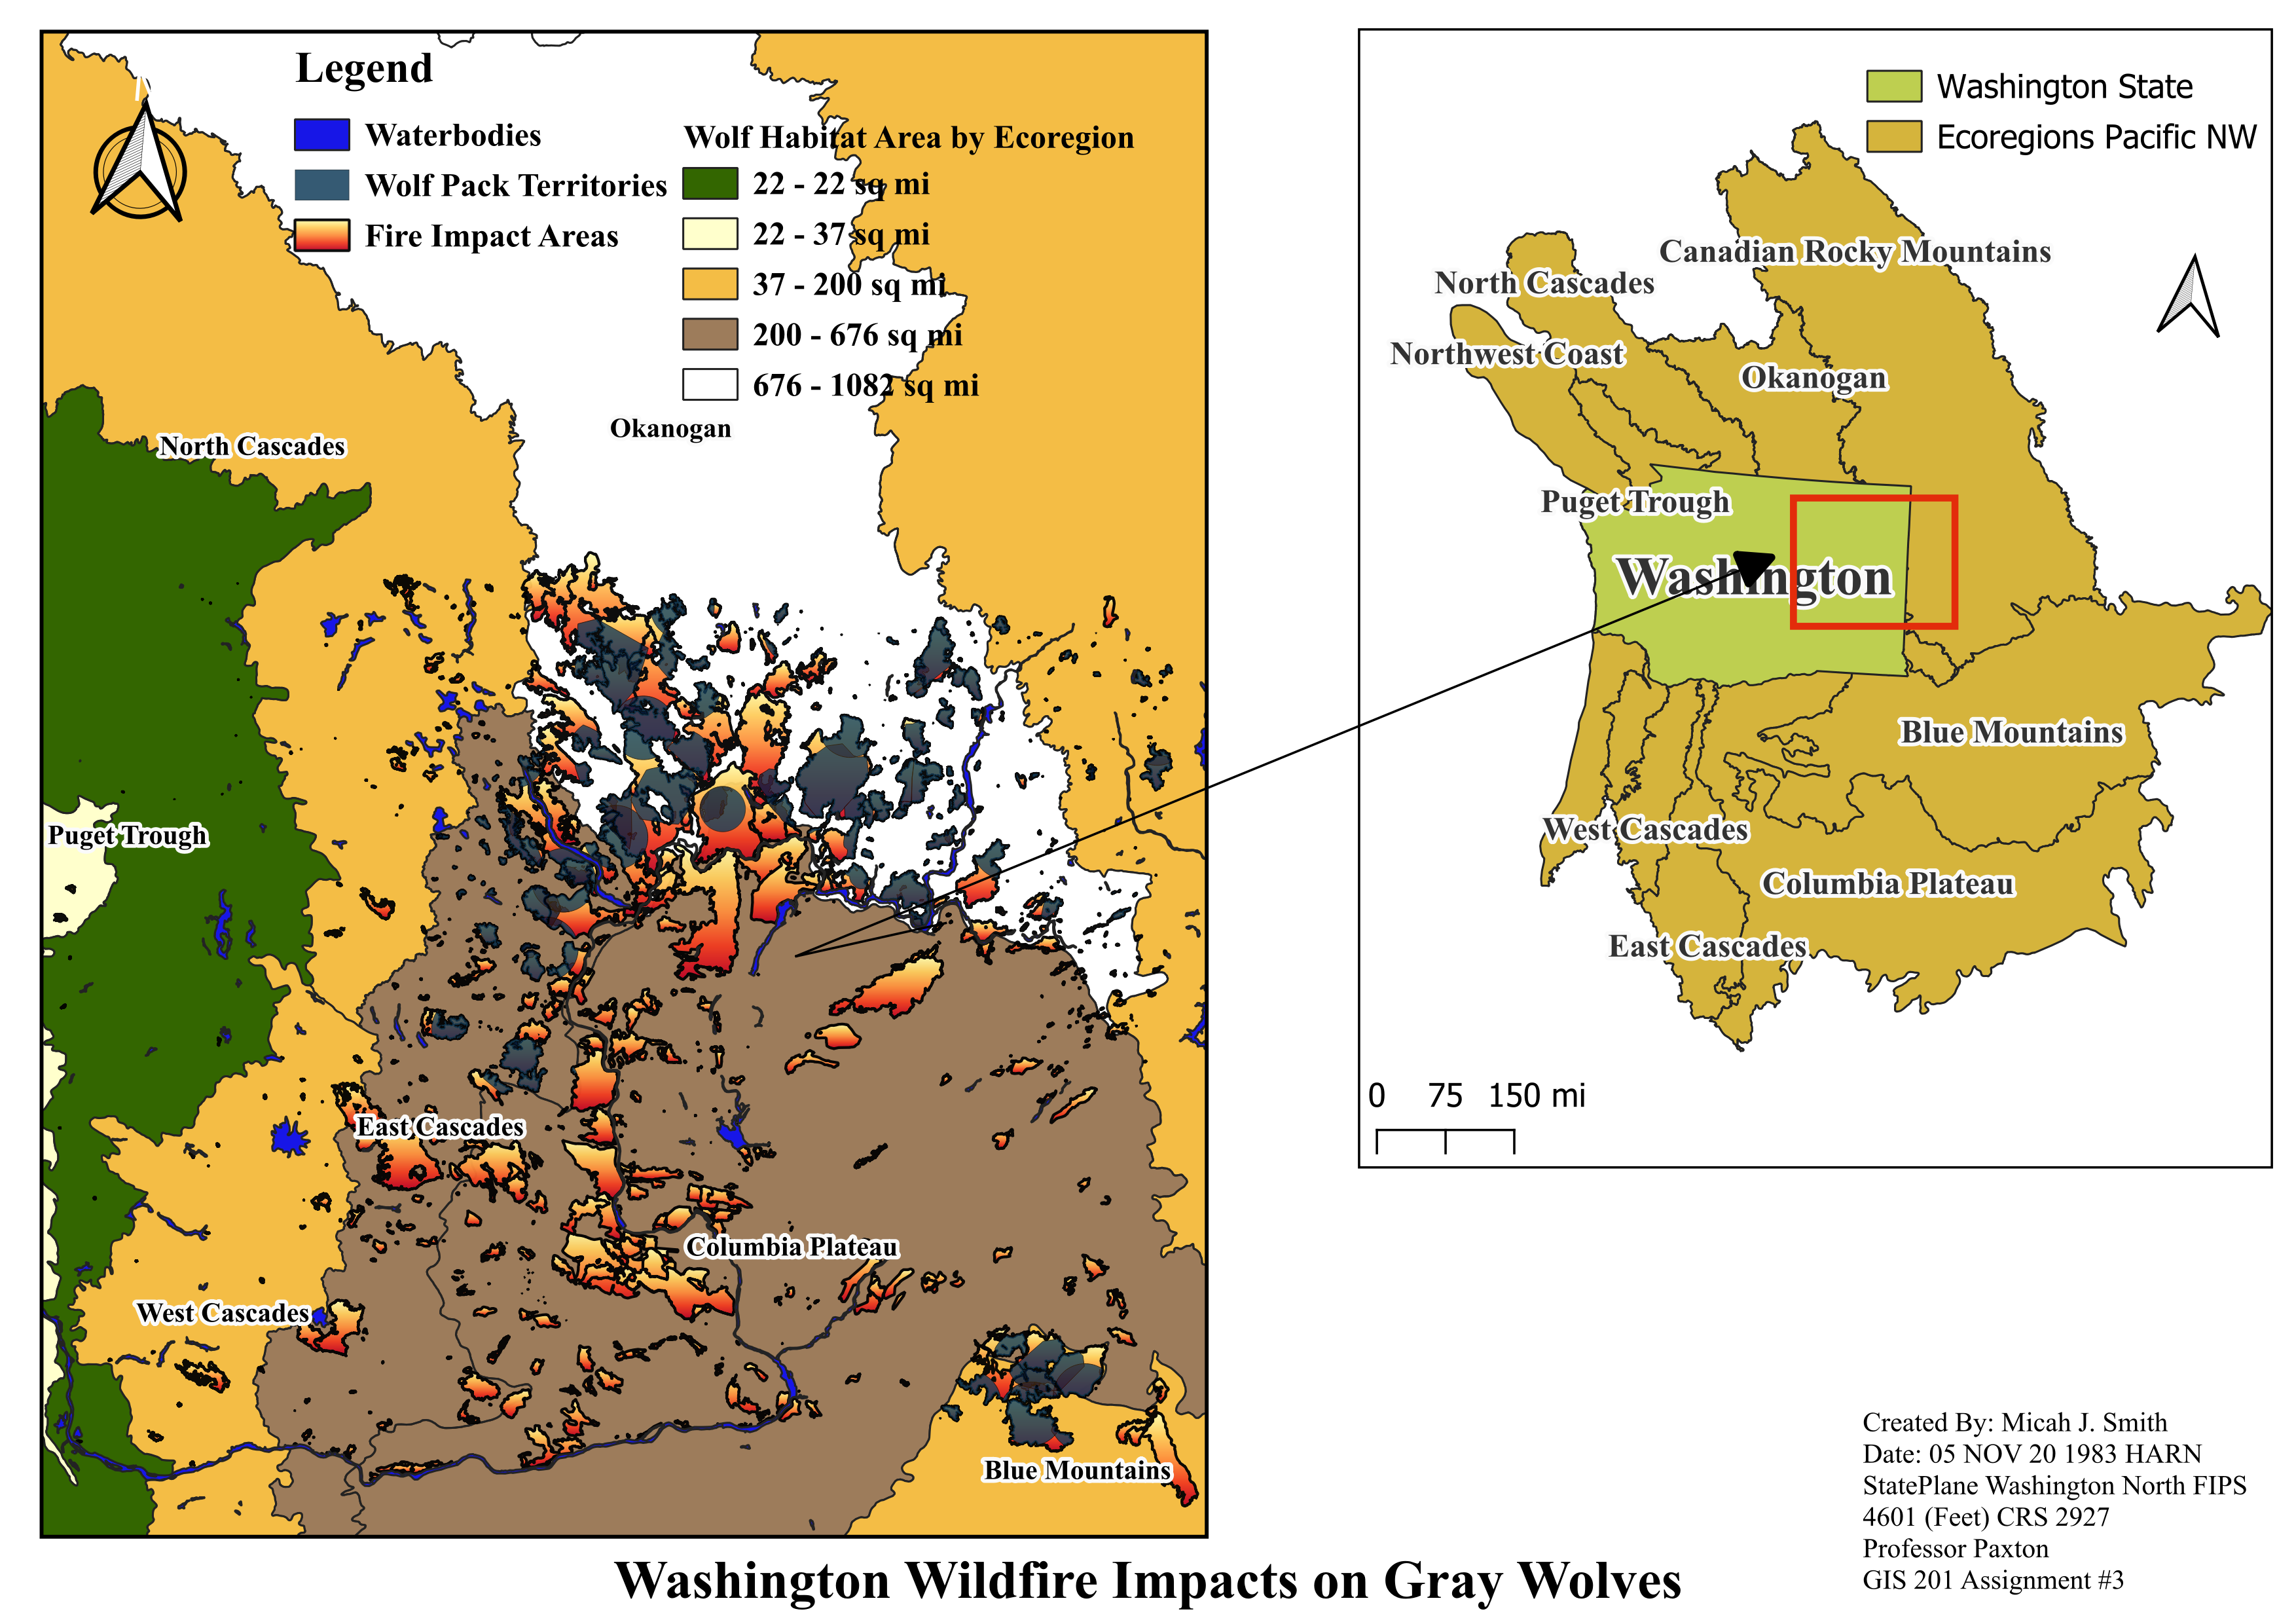 Legend
N
Waterbodies
Wolf Pack Territories
Fire Impact Areas
Wolf Habitat Area by Ecoregion
22 - 22 sq mi
22 - 37 sq mi
37 - 200 sq mi
200 - 676 sq mi
676 - 1082 sq mi
Okanogan
North Cascades
Puget Trough
East Cascades
Columbia Plateau
West Cascades
Blue Mountains
Washington State
Ecoregions Pacific NW
Canadian Rocky Mountains
North Cascades
Northwest Coast
Okanogan
Puget Trough
Washington
Blue Mountains
West Cascades
Columbia Plateau
East Cascades
0 75 150 mi
Created By: Micah J. Smith
Date: 05 NOV 20 1983 HARN
StatePlane Washington North FIPS
4601 (Feet) CRS 2927
Professor Paxton
GIS 201 Assignment #3
Washington Wildfire Impacts on Gray Wolves